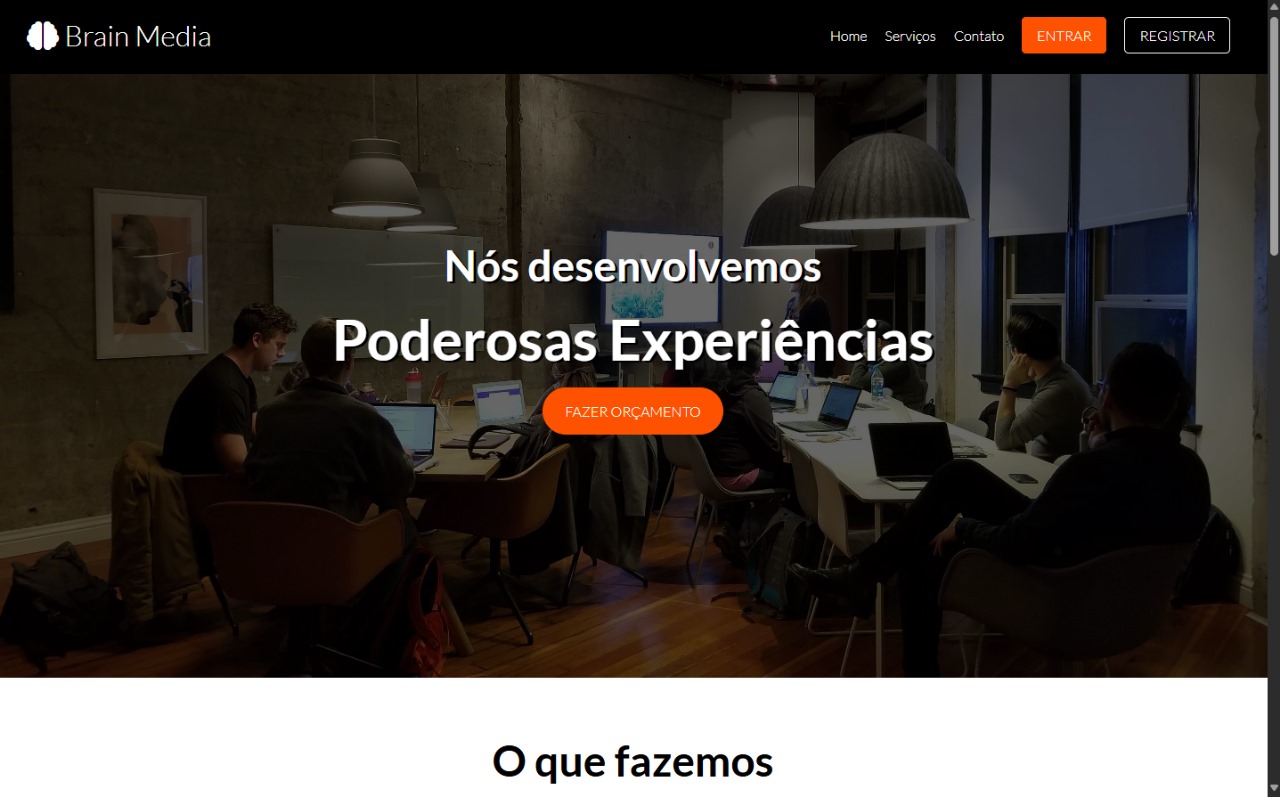 Brain Media
Home Serviços Contato ENTRAR REGISTRAR
Nós desenvolvemos
Poderosas Experiências
FAZER ORÇAMENTO
O que fazemos